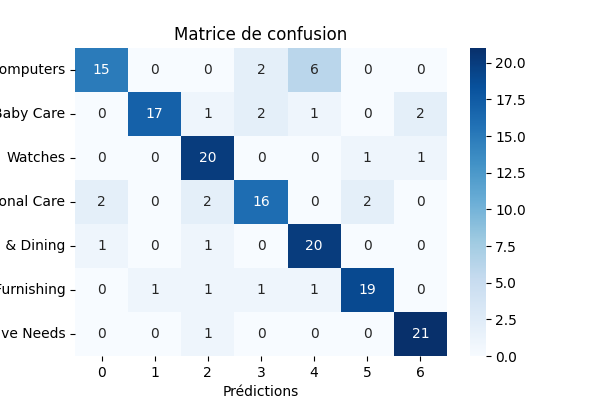 Matrice de confusion
omputers 15 0 0 2 6 0 0
Baby Care 0 17 1 2 1 0 2
Watches 0 0 20 0 0 1 1
onal Care 2 0 2 16 0 2 0
& Dining 1 0 1 0 20 0 0
Furnishing 0 1 1 1 1 19 0
ve Needs 0 0 1 0 0 0 21
0 1 2 3 4 5 6
Prédictions
20.0
17.5
15.0
12.5
10.0
7.5
5.0
2.5
0.0